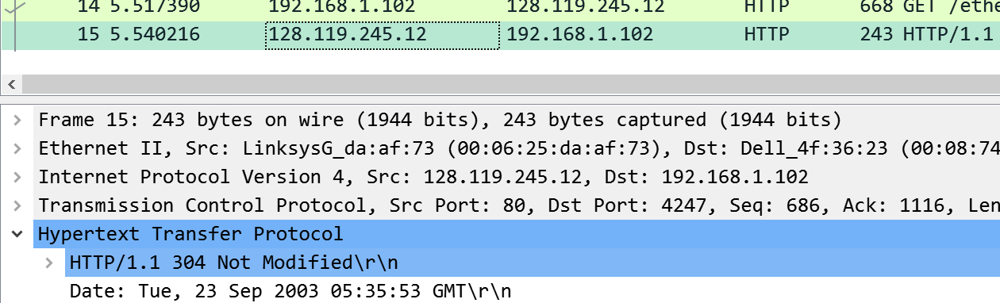 14 5.517390 192.168.1.102 128.119.245.12 HTTP 668 GET /ethe
15 5.540216 128.119.245.12 192.168.1.102 HTTP 243 HTTP/1.1
Frame 15: 243 bytes on wire (1944 bits), 243 bytes captured (1944 bits)
Ethernet II, Src: LinksysG_da:af:73 (00:06:25:da:af:73), Dst: Dell_4f:36:23 (00:08:74
Internet Protocol Version 4, Src: 128.119.245.12, Dst: 192.168.1.102
Transmission Control Protocol, Src Port: 80, Dst Port: 4247, Seq: 686, Ack: 1116, Len
Hypertext Transfer Protocol
HTTP/1.1 304 Not Modified\r\n
Date: Tue, 23 Sep 2003 05:35:53 GMT\r\n